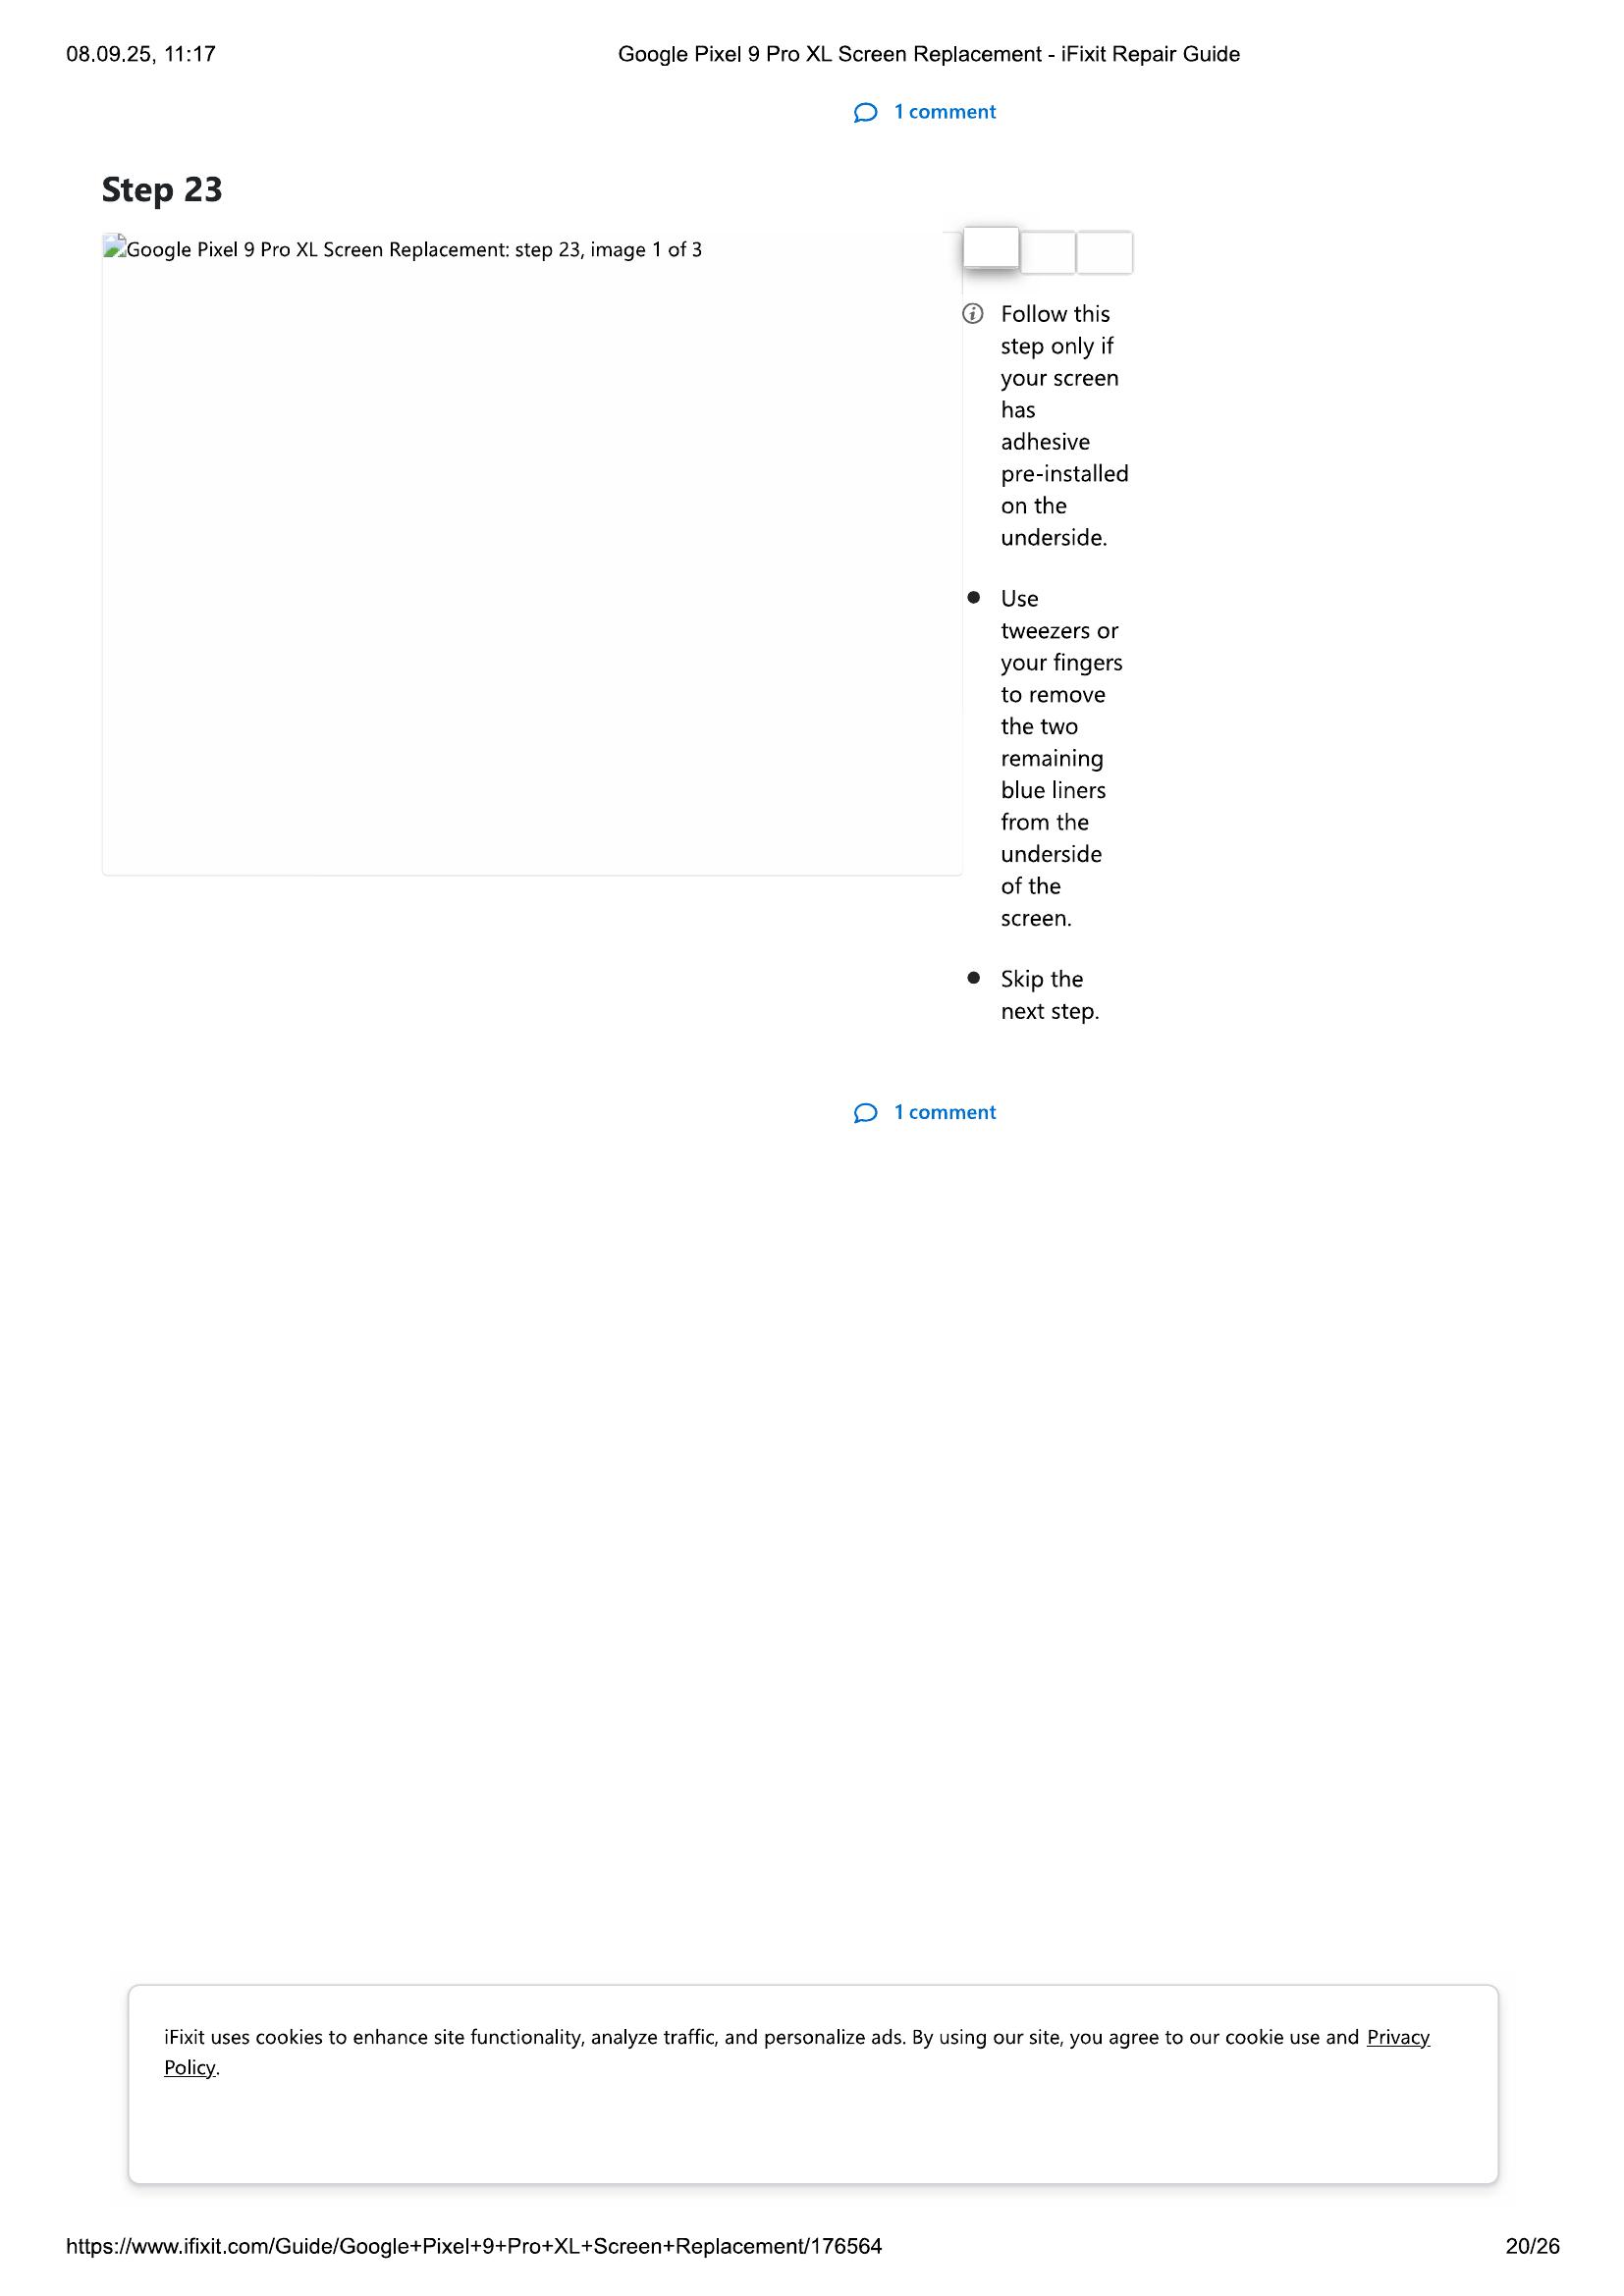 08.09.25, 11:17
Google Pixel 9 Pro XL Screen Replacement - iFixit Repair Guide
1 comment
Step 23
Google Pixel 9 Pro XL Screen Replacement: step 23, image 1 of 3
Follow this
step only if
your screen
has
adhesive
pre-installed
on the
underside.
Use
tweezers or
your fingers
to remove
the two
remaining
blue liners
from the
underside
of the
screen.
Skip the
next step.
1 comment
iFixit uses cookies to enhance site functionality, analyze traffic, and personalize ads. By using our site, you agree to our cookie use and Privacy
Policy.
https://www.ifixit.com/Guide/Google+Pixel+9+Pro+XL+Screen+Replacement/176564
20/26